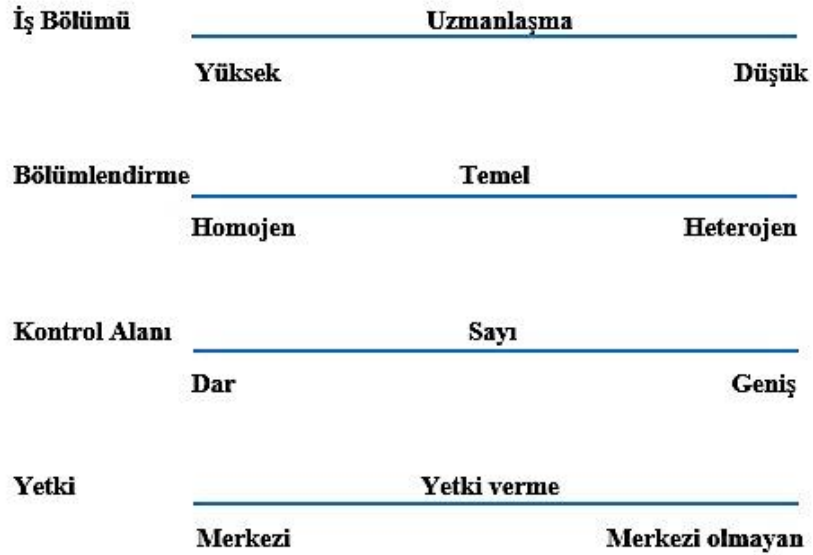 İş Bölümü Uzmanlaşma
Yüksek Düşük
Bölümlendirme Temel
Homojen Heterojen
Kontrol Alanı Sayı
Dar Geniş
Yetki Yetki verme
Merkezi Merkezi olmayan